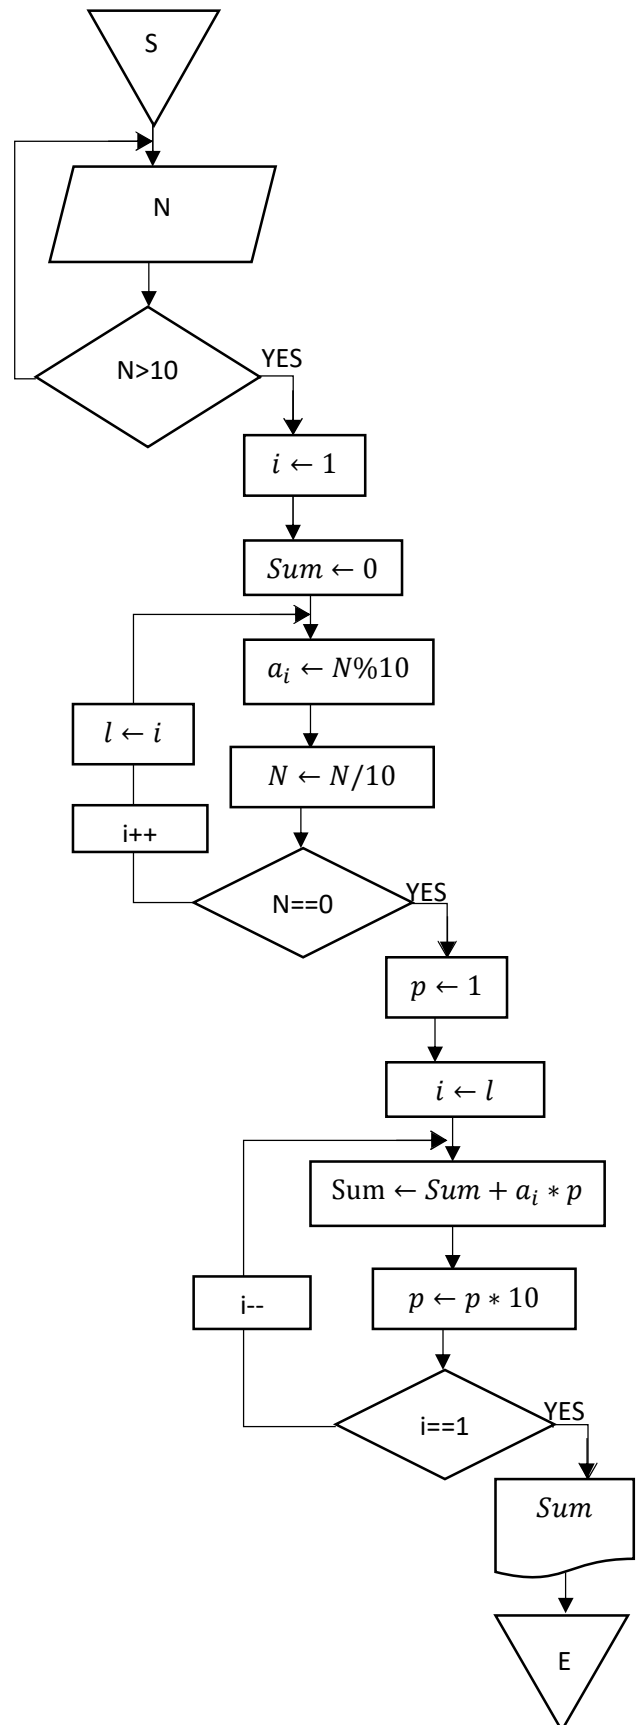 S
N
N>10
YES
i ← 1
Sum ← 0
a_i ← N%10
l ← i
N ← N/10
i++
N==0
YES
p ← 1
i ← l
Sum ← Sum + a_i * p
i--
p ← p * 10
i==1
YES
Sum
E